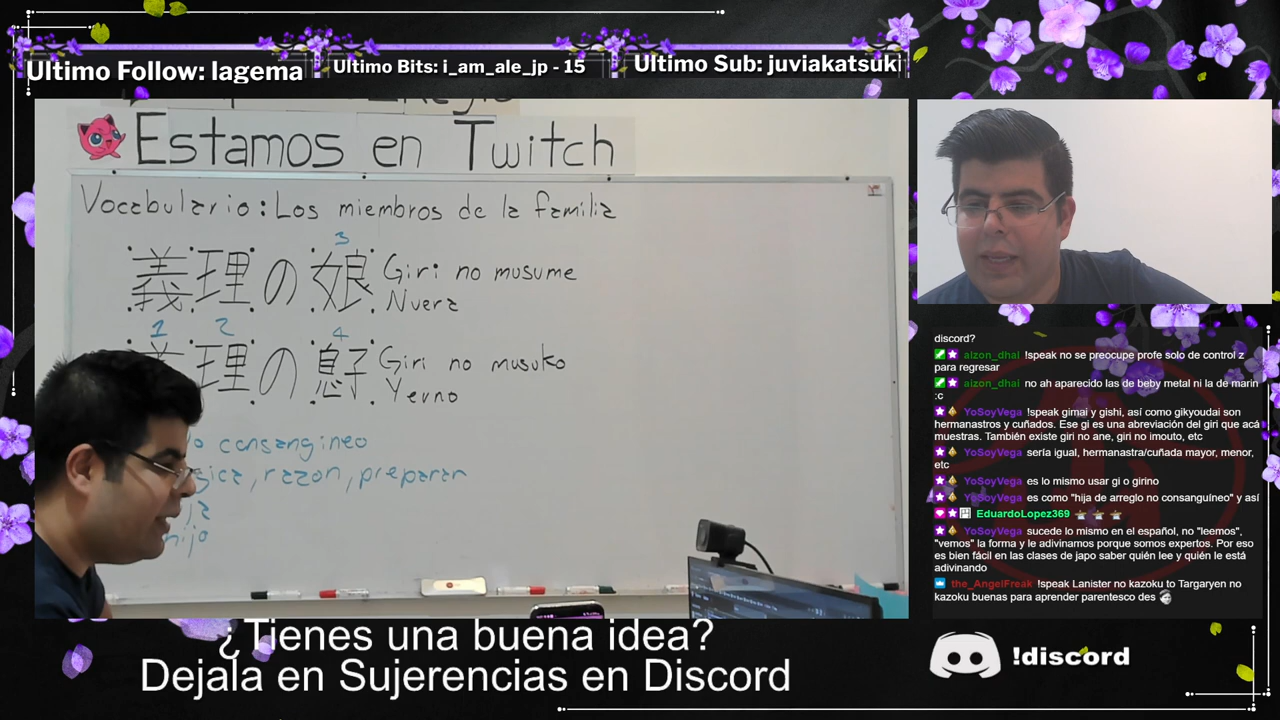 Ultimo Follow: lagema
Ultimo Bits: i_am_ale_jp - 15
Ultimo Sub: juviakatsuki
Estamos en Twitch
Vocabulario: Los miembros de la familia
3
義理の娘 Giri no musume
Nuera
1 2 4
理の息子 Giri no musuko
Yerno
consangineo
razon, preparar
discord?
aizon_dhai !speak no se preocupe profe solo de control z
para regresar
aizon_dhai no ah aparecido las de beby metal ni la de marin
:c
YoSoyVega !speak gimai y gishi, así como gikyoudai son
hermanastros y cuñados. Ese gi es una abreviación del giri que acá
muestras. También existe giri no ane, giri no imouto, etc
YoSoyVega sería igual, hermanastra/cuñada mayor, menor,
etc
YoSoyVega es lo mismo usar gi o girino
YoSoyVega es como "hija de arreglo no consanguíneo" y así
EduardoLopez369
YoSoyVega sucede lo mismo en el español, no "leemos",
"vemos" la forma y le adivinamos porque somos expertos. Por eso
es bien fácil en las clases de japo saber quién lee y quién le está
adivinando
the_AngelFreak !speak Lanister no kazoku to Targaryen no
kazoku buenas para aprender parentesco des
¿Tienes una buena idea?
Dejala en Sujerencias en Discord
!discord